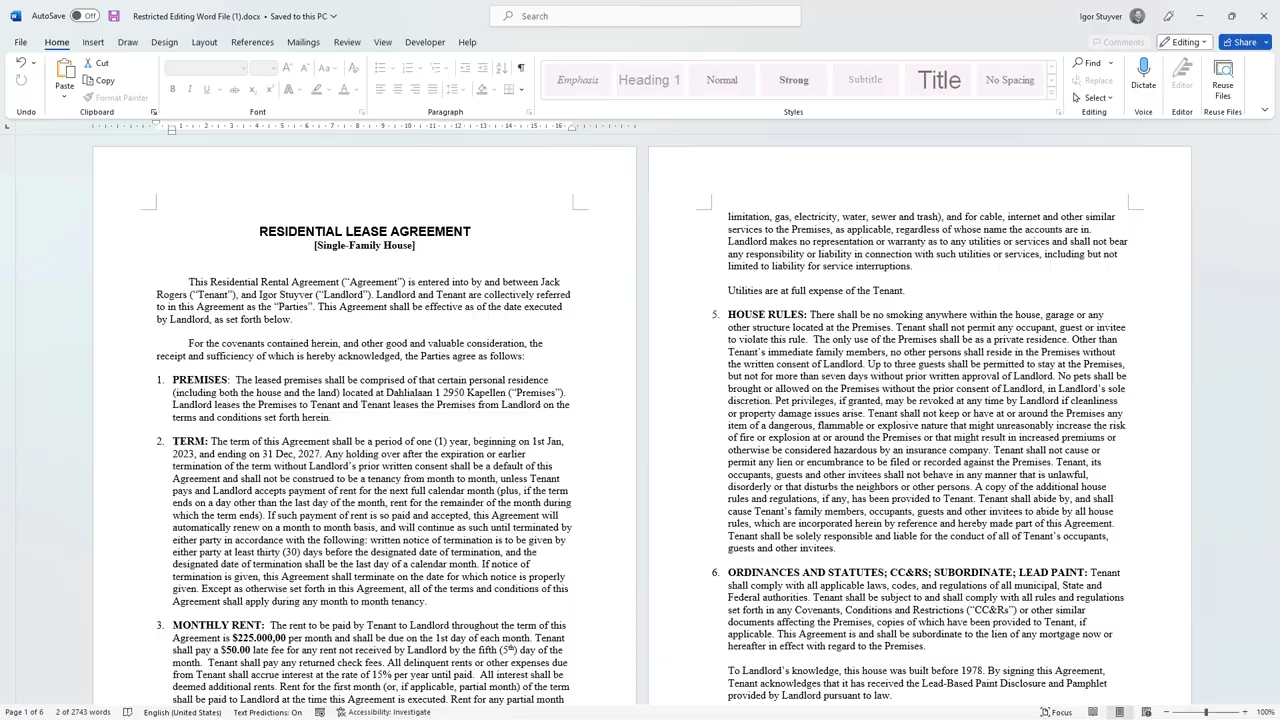 AutoSave Off Restricted Editing Word File (1).docx • Saved to this PC Search Igor Stuyver
File Home Insert Draw Design Layout References Mailings Review View Developer Help Comments Editing Share
Paste Cut Copy Format Painter
Emphasis Heading 1 Normal Strong Subtitle Title No Spacing
Find Replace Select Dictate Editor Reuse Files
Undo Clipboard Font Paragraph Styles Editing Voice Editor Reuse Files
1 2 3 4 5 6 7 8 9 10 11 12 13 14 15 16
RESIDENTIAL LEASE AGREEMENT
[Single-Family House]
This Residential Rental Agreement (“Agreement”) is entered into by and between Jack
Rogers (“Tenant”), and Igor Stuyver (“Landlord”). Landlord and Tenant are collectively referred
to in this Agreement as the “Parties”. This Agreement shall be effective as of the date executed
by Landlord, as set forth below.
For the covenants contained herein, and other good and valuable consideration, the
receipt and sufficiency of which is hereby acknowledged, the Parties agree as follows:
1. PREMISES: The leased premises shall be comprised of that certain personal residence
(including both the house and the land) located at Dahlialaan 1 2950 Kapellen (“Premises”).
Landlord leases the Premises to Tenant and Tenant leases the Premises from Landlord on the
terms and conditions set forth herein.
2. TERM: The term of this Agreement shall be a period of one (1) year, beginning on 1st Jan,
2023, and ending on 31 Dec, 2027. Any holding over after the expiration or earlier
termination of the term without Landlord’s prior written consent shall be a default of this
Agreement and shall not be construed to be a tenancy from month to month, unless Tenant
pays and Landlord accepts payment of rent for the next full calendar month (plus, if the term
ends on a day other than the last day of the month, rent for the remainder of the month during
which the term ends). If such payment of rent is so paid and accepted, this Agreement will
automatically renew on a month to month basis, and will continue as such until terminated by
either party in accordance with the following: written notice of termination is to be given by
either party at least thirty (30) days before the designated date of termination, and the
designated date of termination shall be the last day of a calendar month. If notice of
termination is given, this Agreement shall terminate on the date for which notice is properly
given. Except as otherwise set forth in this Agreement, all of the terms and conditions of this
Agreement shall apply during any month to month tenancy.
3. MONTHLY RENT: The rent to be paid by Tenant to Landlord throughout the term of this
Agreement is $225.000,00 per month and shall be due on the 1st day of each month. Tenant
shall pay a $50.00 late fee for any rent not received by Landlord by the fifth (5th) day of the
month. Tenant shall pay any returned check fees. All delinquent rents or other expenses due
from Tenant shall accrue interest at the rate of 15% per year until paid. All interest shall be
deemed additional rents. Rent for the first month (or, if applicable, partial month) of the term
shall be paid to Landlord at the time this Agreement is executed. Rent for any partial month
limitation, gas, electricity, water, sewer and trash), and for cable, internet and other similar
services to the Premises, as applicable, regardless of whose name the accounts are in.
Landlord makes no representation or warranty as to any utilities or services and shall not bear
any responsibility or liability in connection with such utilities or services, including but not
limited to liability for service interruptions.
Utilities are at full expense of the Tenant.
5. HOUSE RULES: There shall be no smoking anywhere within the house, garage or any
other structure located at the Premises. Tenant shall not permit any occupant, guest or invitee
to violate this rule. The only use of the Premises shall be as a private residence. Other than
Tenant’s immediate family members, no other persons shall reside in the Premises without
the written consent of Landlord. Up to three guests shall be permitted to stay at the Premises,
but not for more than seven days without prior written approval of Landlord. No pets shall be
brought or allowed on the Premises without the prior consent of Landlord, in Landlord’s sole
discretion. Pet privileges, if granted, may be revoked at any time by Landlord if cleanliness
or property damage issues arise. Tenant shall not keep or have at or around the Premises any
item of a dangerous, flammable or explosive nature that might unreasonably increase the risk
of fire or explosion at or around the Premises or that might result in increased premiums or
otherwise be considered hazardous by an insurance company. Tenant shall not cause or
permit any lien or encumbrance to be filed or recorded against the Premises. Tenant, its
occupants, guests and other invitees shall not behave in any manner that is unlawful,
disorderly or that disturbs the neighbors or other persons. A copy of the additional house
rules and regulations, if any, has been provided to Tenant. Tenant shall abide by, and shall
cause Tenant’s family members, occupants, guests and other invitees to abide by all house
rules, which are incorporated herein by reference and hereby made part of this Agreement.
Tenant shall be solely responsible and liable for the conduct of all of Tenant’s occupants,
guests and other invitees.
6. ORDINANCES AND STATUTES; CC&RS; SUBORDINATE; LEAD PAINT: Tenant
shall comply with all applicable laws, codes, and regulations of all municipal, State and
Federal authorities. Tenant shall be subject to and shall comply with all rules and regulations
set forth in any Covenants, Conditions and Restrictions (“CC&Rs”) or other similar
documents affecting the Premises, copies of which have been provided to Tenant, if
applicable. This Agreement is and shall be subordinate to the lien of any mortgage now or
hereafter in effect with regard to the Premises.
To Landlord’s knowledge, this house was built before 1978. By signing this Agreement,
Tenant acknowledges that it has received the Lead-Based Paint Disclosure and Pamphlet
provided by Landlord pursuant to law.
Page 1 of 6 2 of 2743 words English (United States) Text Predictions: On Accessibility: Investigate Focus 100%